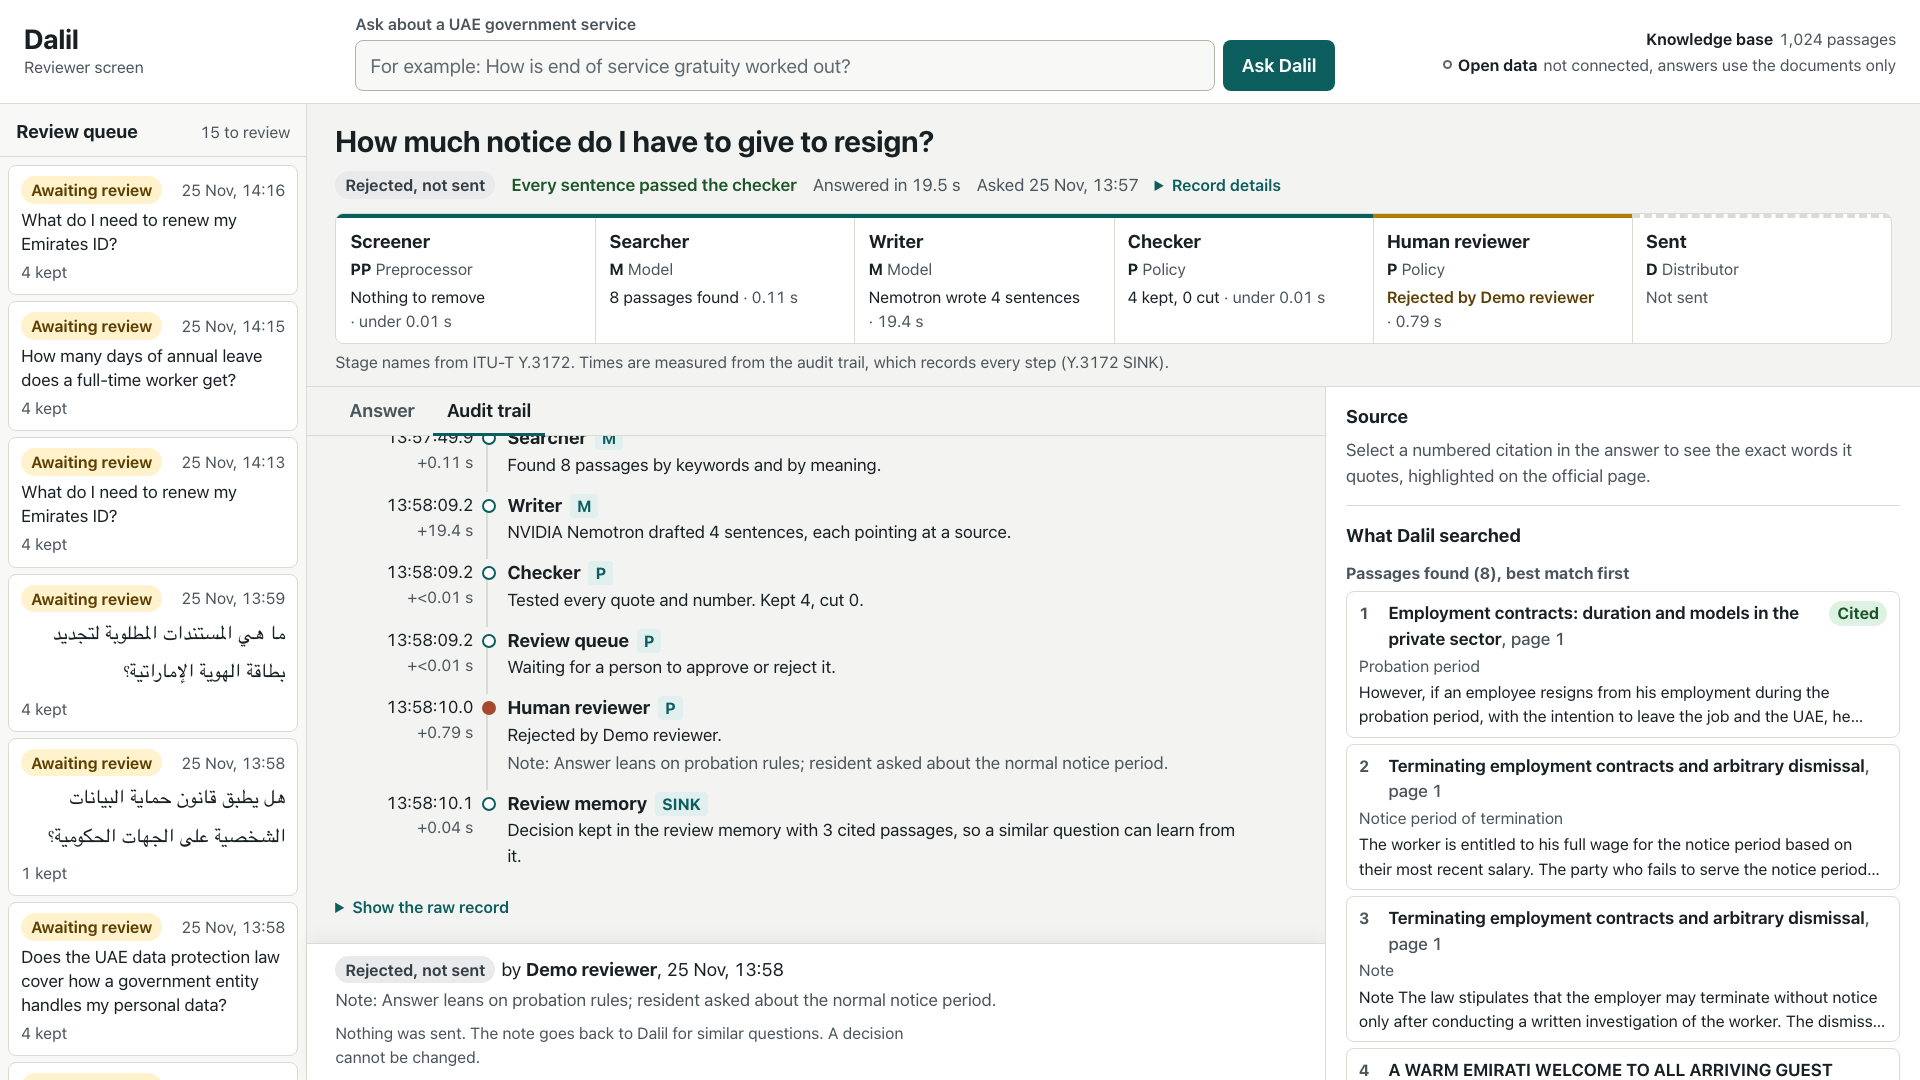 Dalil
Reviewer screen
Ask about a UAE government service
For example: How is end of service gratuity worked out?
Ask Dalil
Knowledge base 1,024 passages
Open data not connected, answers use the documents only
Review queue
15 to review
Awaiting review
25 Nov, 14:16
What do I need to renew my
Emirates ID?
4 kept
Awaiting review
25 Nov, 14:15
How many days of annual leave
does a full-time worker get?
4 kept
Awaiting review
25 Nov, 14:13
What do I need to renew my
Emirates ID?
4 kept
Awaiting review
25 Nov, 13:59
ما هي المستندات المطلوبة لتجديد
بطاقة الهوية الإماراتية؟
4 kept
Awaiting review
25 Nov, 13:58
هل يطبق قانون حماية البيانات
الشخصية على الجهات الحكومية؟
1 kept
Awaiting review
25 Nov, 13:58
Does the UAE data protection law
cover how a government entity
handles my personal data?
4 kept
How much notice do I have to give to resign?
Rejected, not sent
Every sentence passed the checker
Answered in 19.5 s
Asked 25 Nov, 13:57
Record details
Screener
PP Preprocessor
Nothing to remove
· under 0.01 s
Searcher
M Model
8 passages found · 0.11 s
Writer
M Model
Nemotron wrote 4 sentences
· 19.4 s
Checker
P Policy
4 kept, 0 cut · under 0.01 s
Human reviewer
P Policy
Rejected by Demo reviewer
· 0.79 s
Sent
D Distributor
Not sent
Stage names from ITU-T Y.3172. Times are measured from the audit trail, which records every step (Y.3172 SINK).
Answer
Audit trail
13:57:49.9
Searcher M
+0.11 s
Found 8 passages by keywords and by meaning.
13:58:09.2
Writer M
+19.4 s
NVIDIA Nemotron drafted 4 sentences, each pointing at a source.
13:58:09.2
Checker P
+<0.01 s
Tested every quote and number. Kept 4, cut 0.
13:58:09.2
Review queue P
+<0.01 s
Waiting for a person to approve or reject it.
13:58:10.0
Human reviewer P
+0.79 s
Rejected by Demo reviewer.
Note: Answer leans on probation rules; resident asked about the normal notice period.
13:58:10.1
Review memory SINK
+0.04 s
Decision kept in the review memory with 3 cited passages, so a similar question can learn from
it.
Show the raw record
Rejected, not sent by Demo reviewer, 25 Nov, 13:58
Note: Answer leans on probation rules; resident asked about the normal notice period.
Nothing was sent. The note goes back to Dalil for similar questions. A decision
cannot be changed.
Source
Select a numbered citation in the answer to see the exact words it
quotes, highlighted on the official page.
What Dalil searched
Passages found (8), best match first
1 Employment contracts: duration and models in the
private sector, page 1
Cited
Probation period
However, if an employee resigns from his employment during the
probation period, with the intention to leave the job and the UAE, he...
2 Terminating employment contracts and arbitrary dismissal,
page 1
Notice period of termination
The worker is entitled to his full wage for the notice period based on
their most recent salary. The party who fails to serve the notice period...
3 Terminating employment contracts and arbitrary dismissal,
page 1
Note
Note The law stipulates that the employer may terminate without notice
only after conducting a written investigation of the worker. The dismiss...
4 A WARM EMIRATI WELCOME TO ALL ARRIVING GUEST